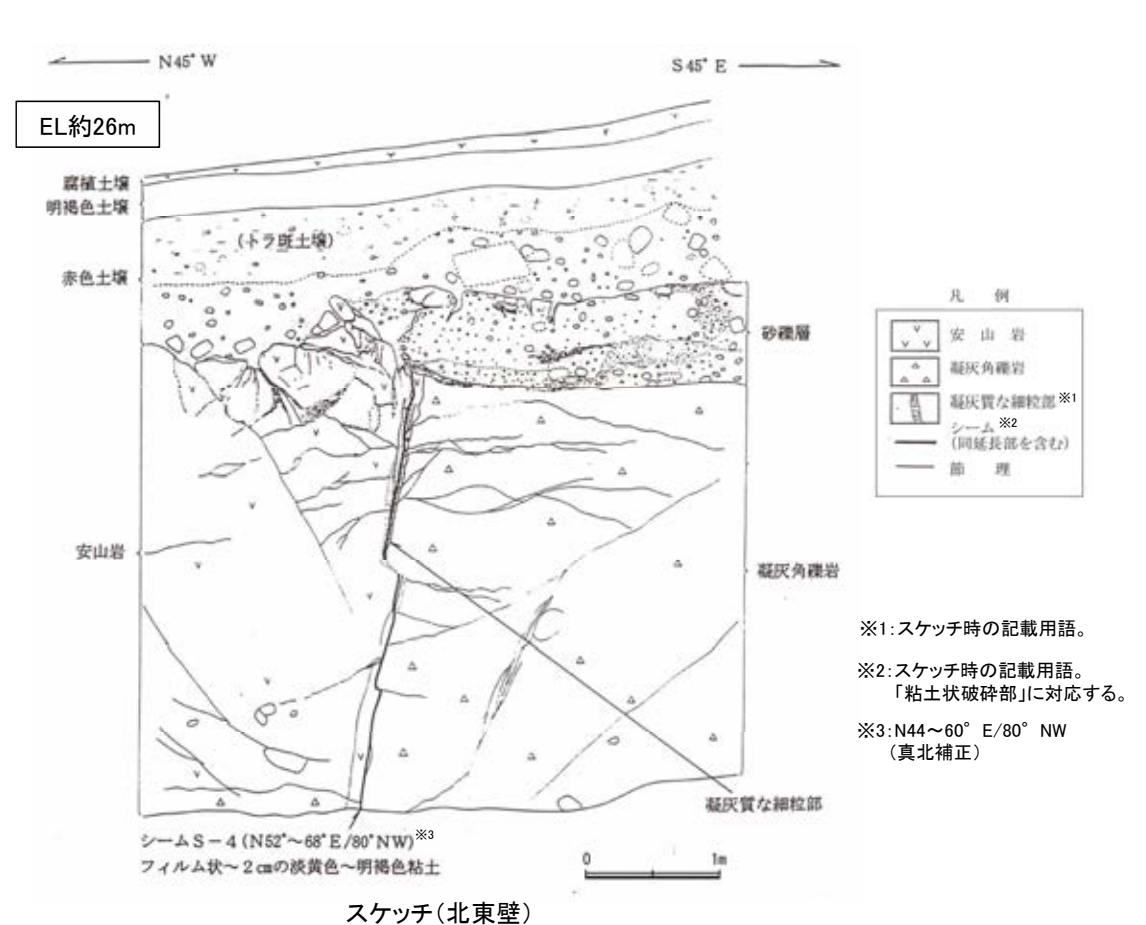 N45°W
S45°E
EL約26m
腐植土壌
明褐色土壌
(トラ斑土壌)
赤色土壌
砂礫層
安山岩
凝灰角礫岩
凝灰質な細粒部
シームS-4(N52°~68°E/80°NW)※3
フィルム状~2㎝の淡黄色~明褐色粘土
0 1m
スケッチ(北東壁)
凡 例
安 山 岩
凝灰角礫岩
凝灰質な細粒部※1
シーム※2
(同延長部を含む)
節 理
※1:スケッチ時の記載用語。
※2:スケッチ時の記載用語。
「粘土状破砕部」に対応する。
※3:N44~60°E/80°NW
(真北補正)